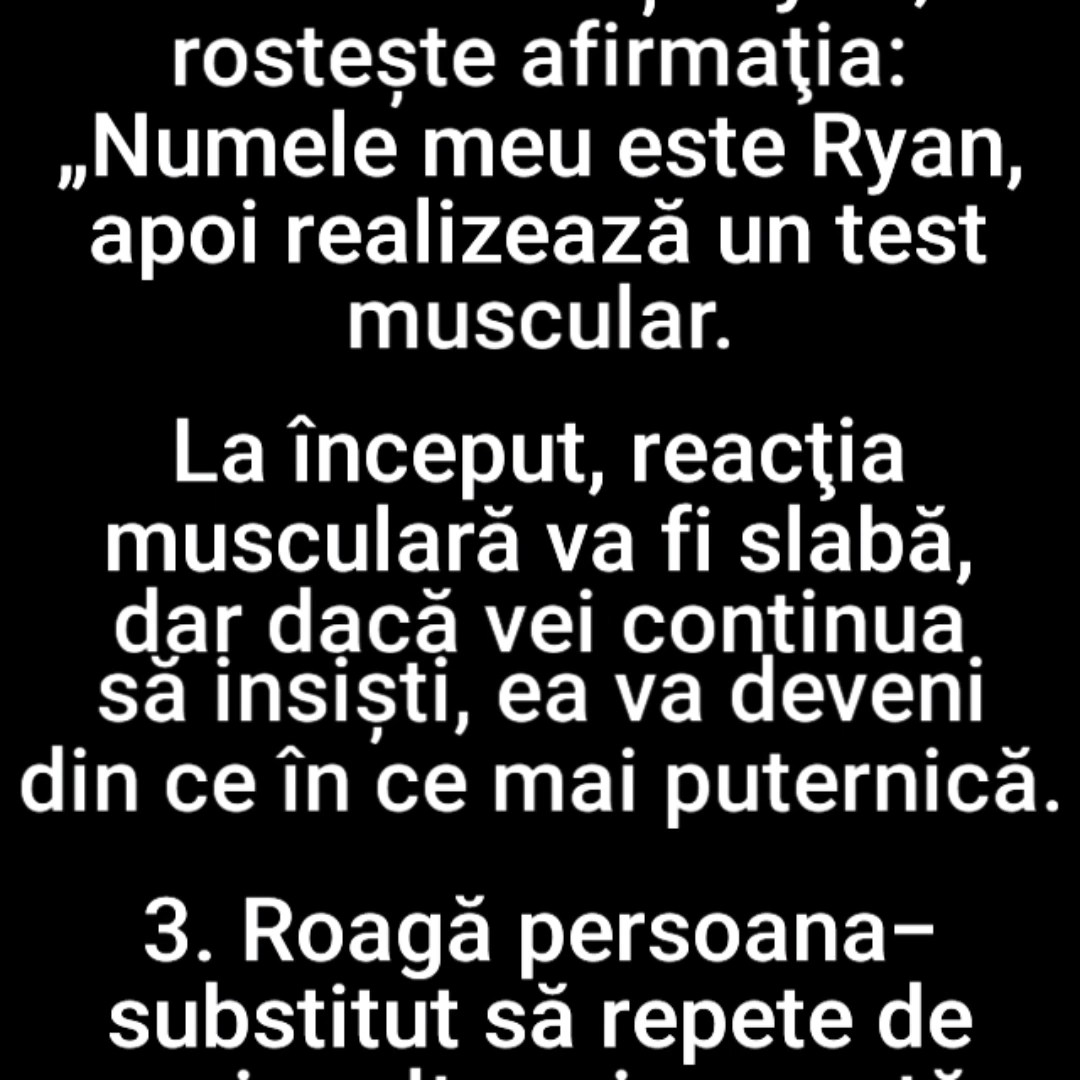 rostește afirmaţia:
„Numele meu este Ryan,
apoi realizează un test
muscular.
La început, reacţia
musculară va fi slabă,
dar dacă vei continua
să insiști, ea va deveni
din ce în ce mai puternică.
3. Roagă persoana–
substitut să repete de